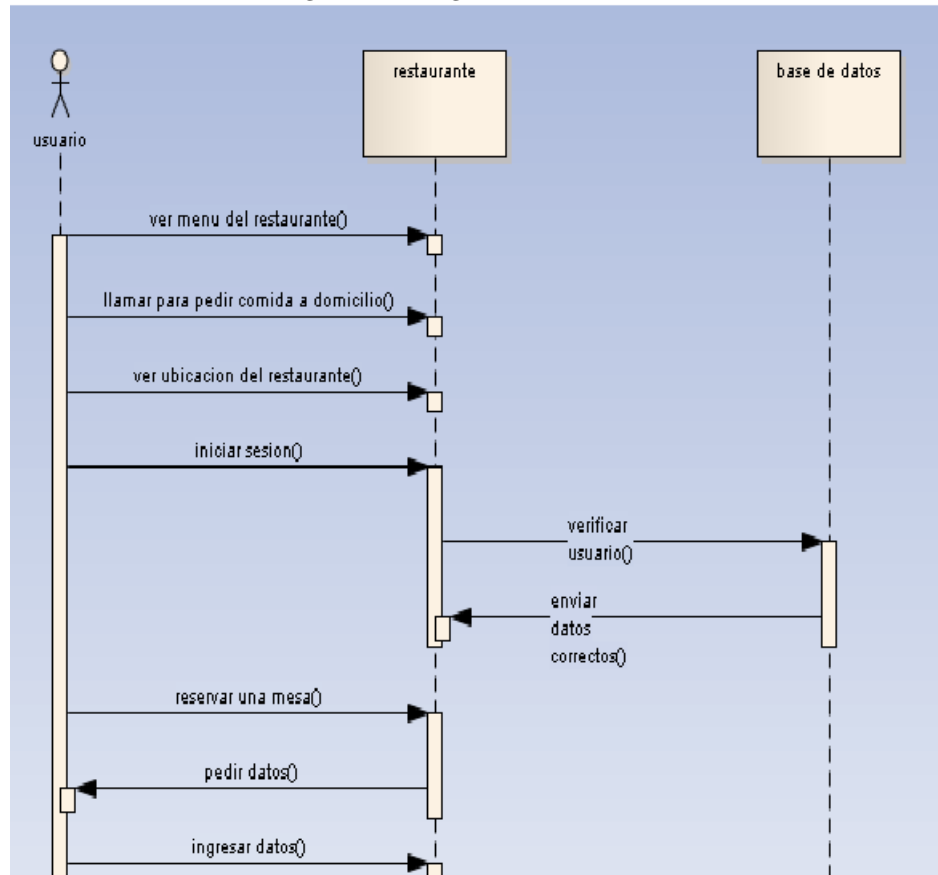 usuario
restaurante
base de datos
ver menu del restaurante()
llamar para pedir comida a domicilio()
ver ubicacion del restaurante()
iniciar sesion()
verificar
usuario()
enviar
datos
correctos()
reservar una mesa()
pedir datos()
ingresar datos()